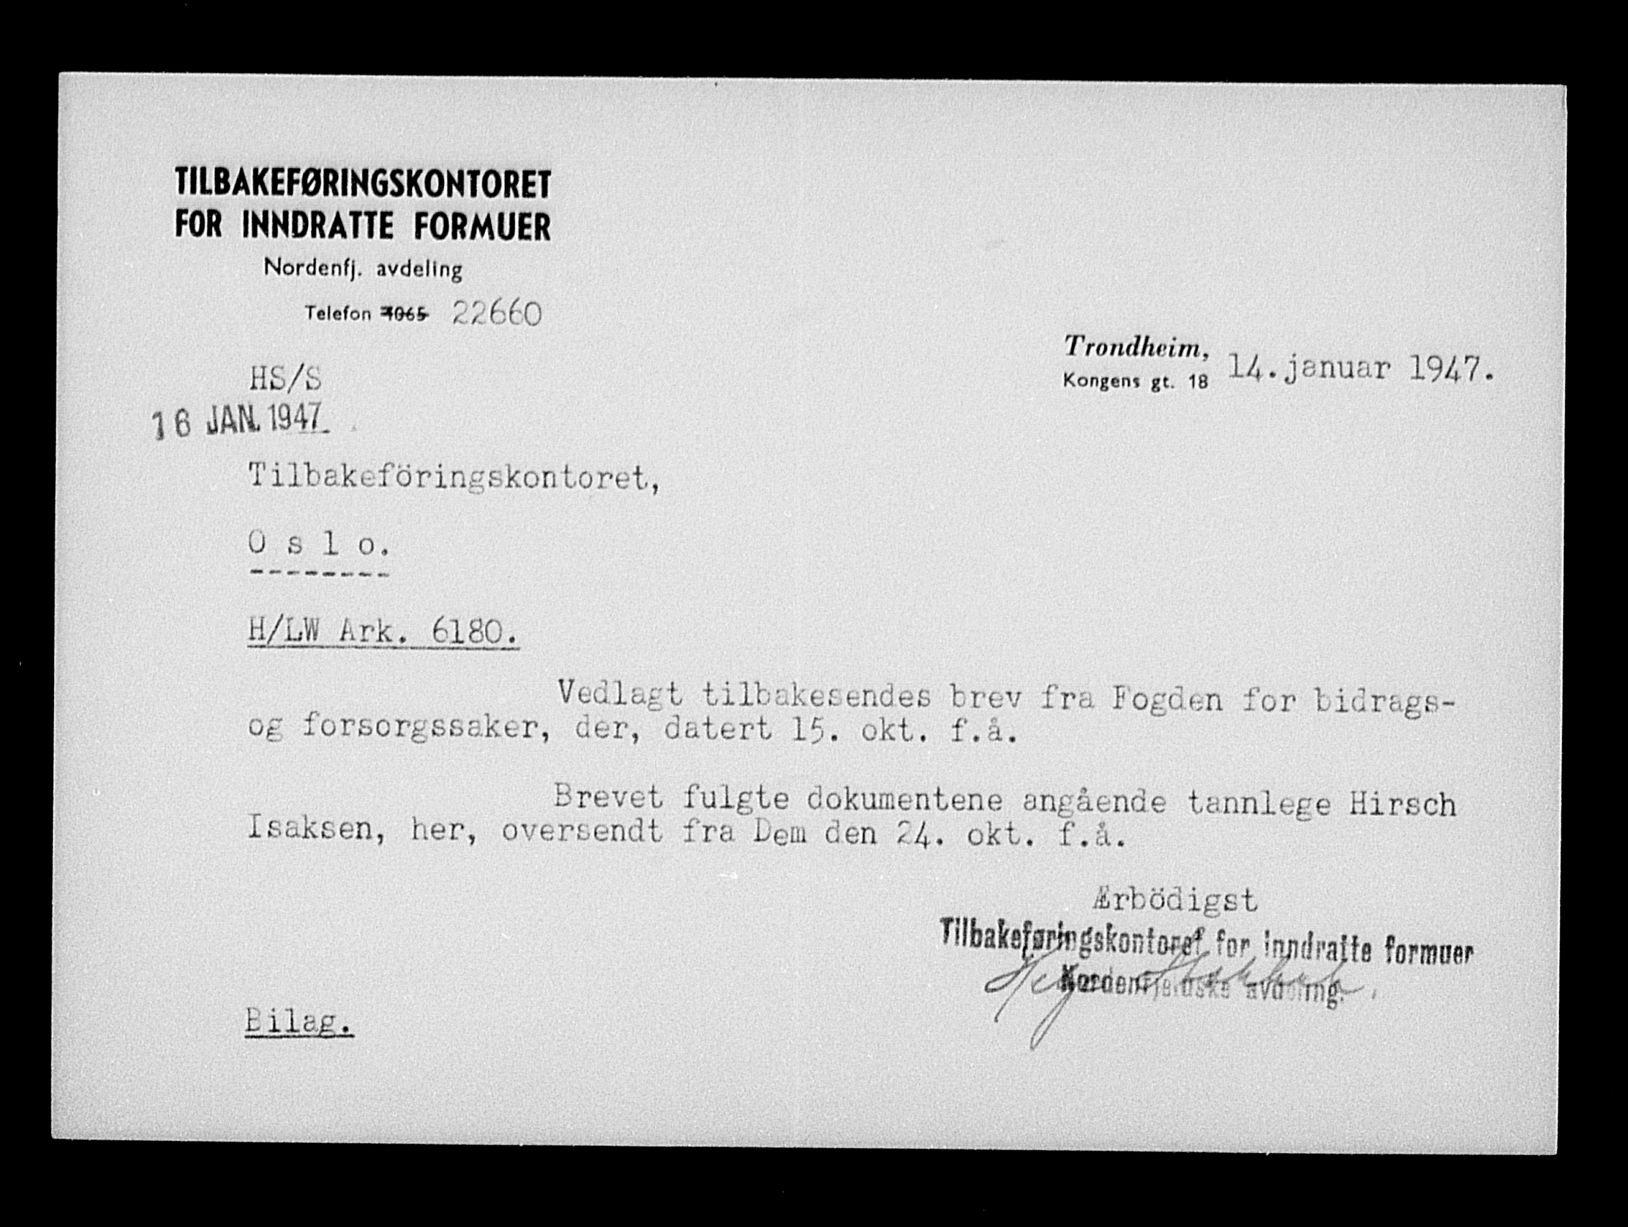 TILBAKEFØRINGSKONTORET
FOR INNDRATTE FORMUER
Nordenfj. avdeling
Telefon 4065 22660
Trondheim,
Kongens gt. 18
14.januar 1947.
HS/S
16 JAN. 1947
Tilbakeföringskontoret,
O s l o.
--------
H/LW Ark. 6180.
Vedlagt tilbakesendes brev fra Fogden for bidrags-
og forsorgssaker, der, datert 15. okt. f.å.
Brevet fulgte dokumentene angående tannlege Hirsch
Isaksen, her, oversendt fra Dem den 24. okt. f.å.
Ærbödigst
Tilbakeføringskontoret for inndratte formuer
Nordenfjeldske avdeling.
Bilag.